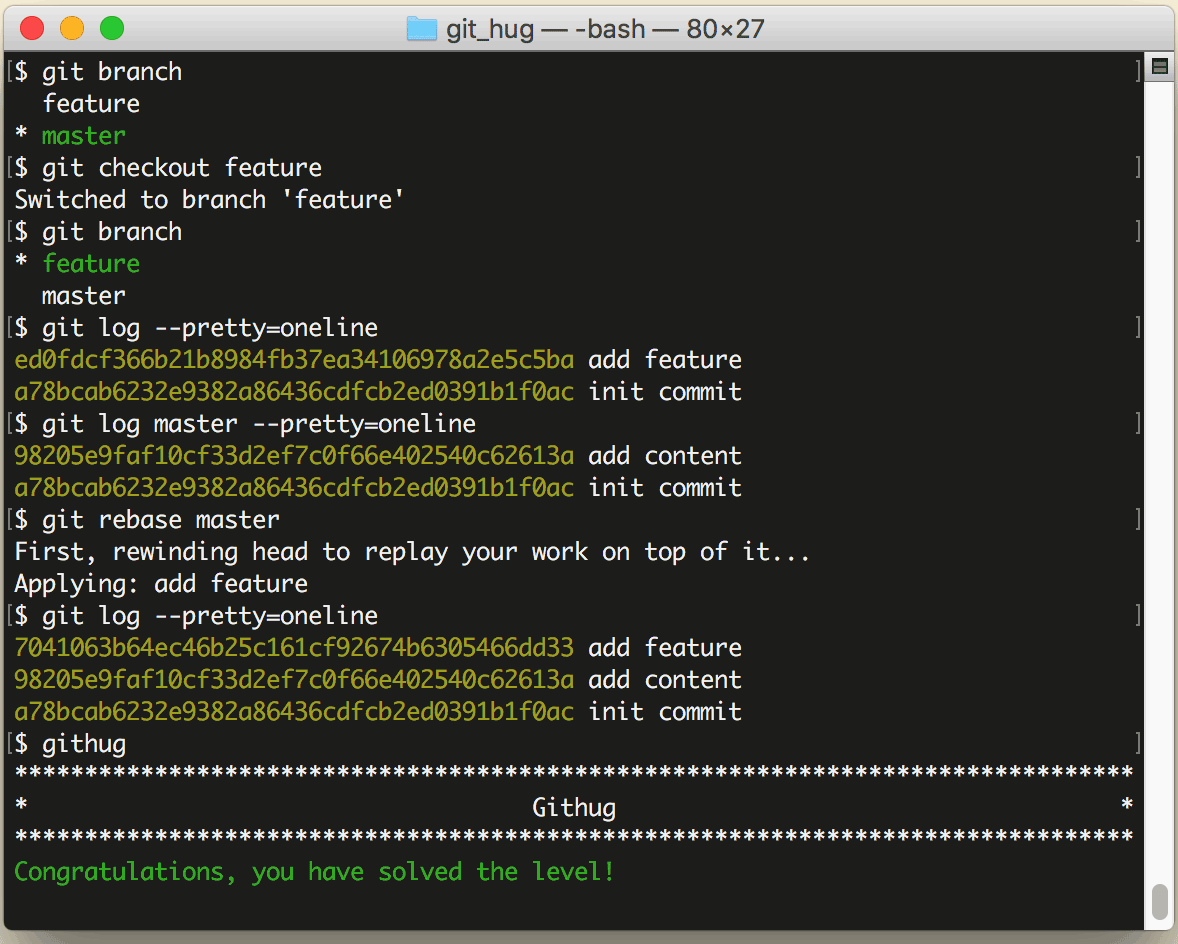 git_hug — -bash — 80×27
[$ git branch ]
  feature
* master
[$ git checkout feature ]
Switched to branch 'feature'
[$ git branch ]
* feature
  master
[$ git log --pretty=oneline ]
ed0fdcf366b21b8984fb37ea34106978a2e5c5ba add feature
a78bcab6232e9382a86436cdfcb2ed0391b1f0ac init commit
[$ git log master --pretty=oneline ]
98205e9faf10cf33d2ef7c0f66e402540c62613a add content
a78bcab6232e9382a86436cdfcb2ed0391b1f0ac init commit
[$ git rebase master ]
First, rewinding head to replay your work on top of it...
Applying: add feature
[$ git log --pretty=oneline ]
7041063b64ec46b25c161cf92674b6305466dd33 add feature
98205e9faf10cf33d2ef7c0f66e402540c62613a add content
a78bcab6232e9382a86436cdfcb2ed0391b1f0ac init commit
[$ githug ]
********************************************************************************
*                                    Githug                                    *
********************************************************************************
Congratulations, you have solved the level!